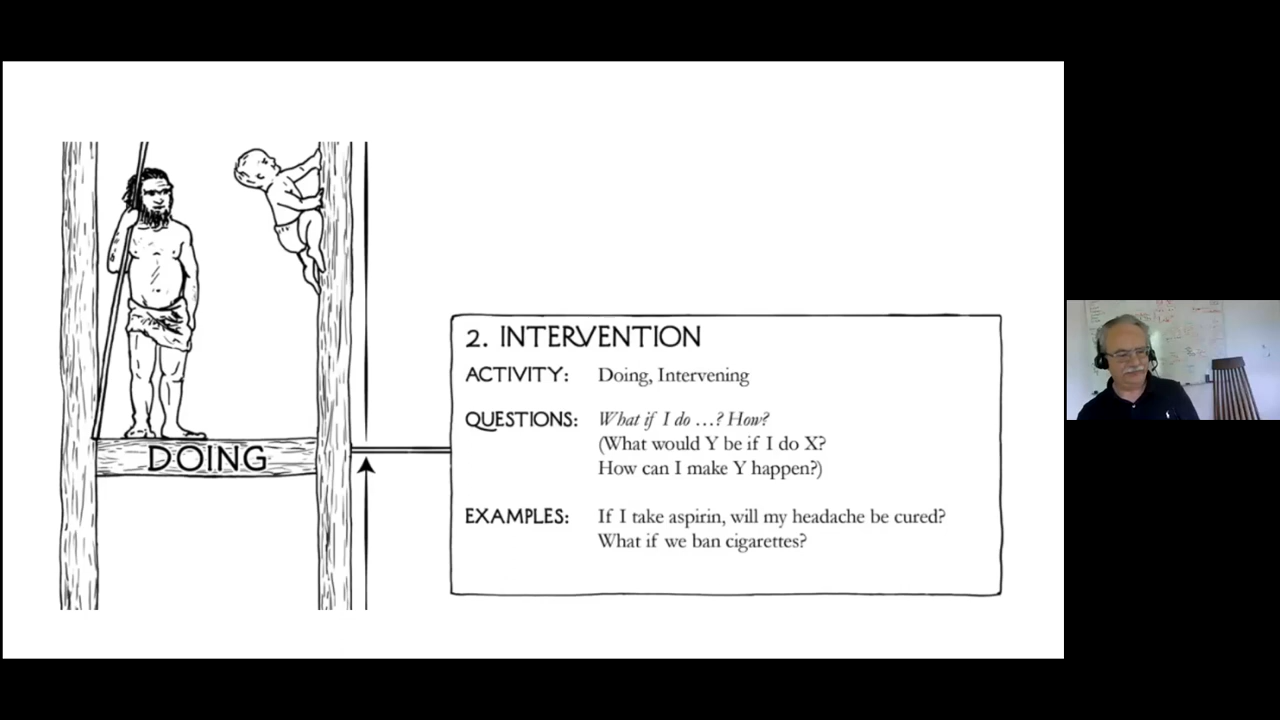 DOING
2. INTERVENTION
ACTIVITY: Doing, Intervening
QUESTIONS: What if I do ...? How?
(What would Y be if I do X?
How can I make Y happen?)
EXAMPLES: If I take aspirin, will my headache be cured?
What if we ban cigarettes?